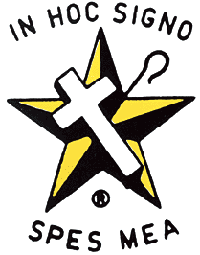 IN HOC SIGNO
®
SPES MEA